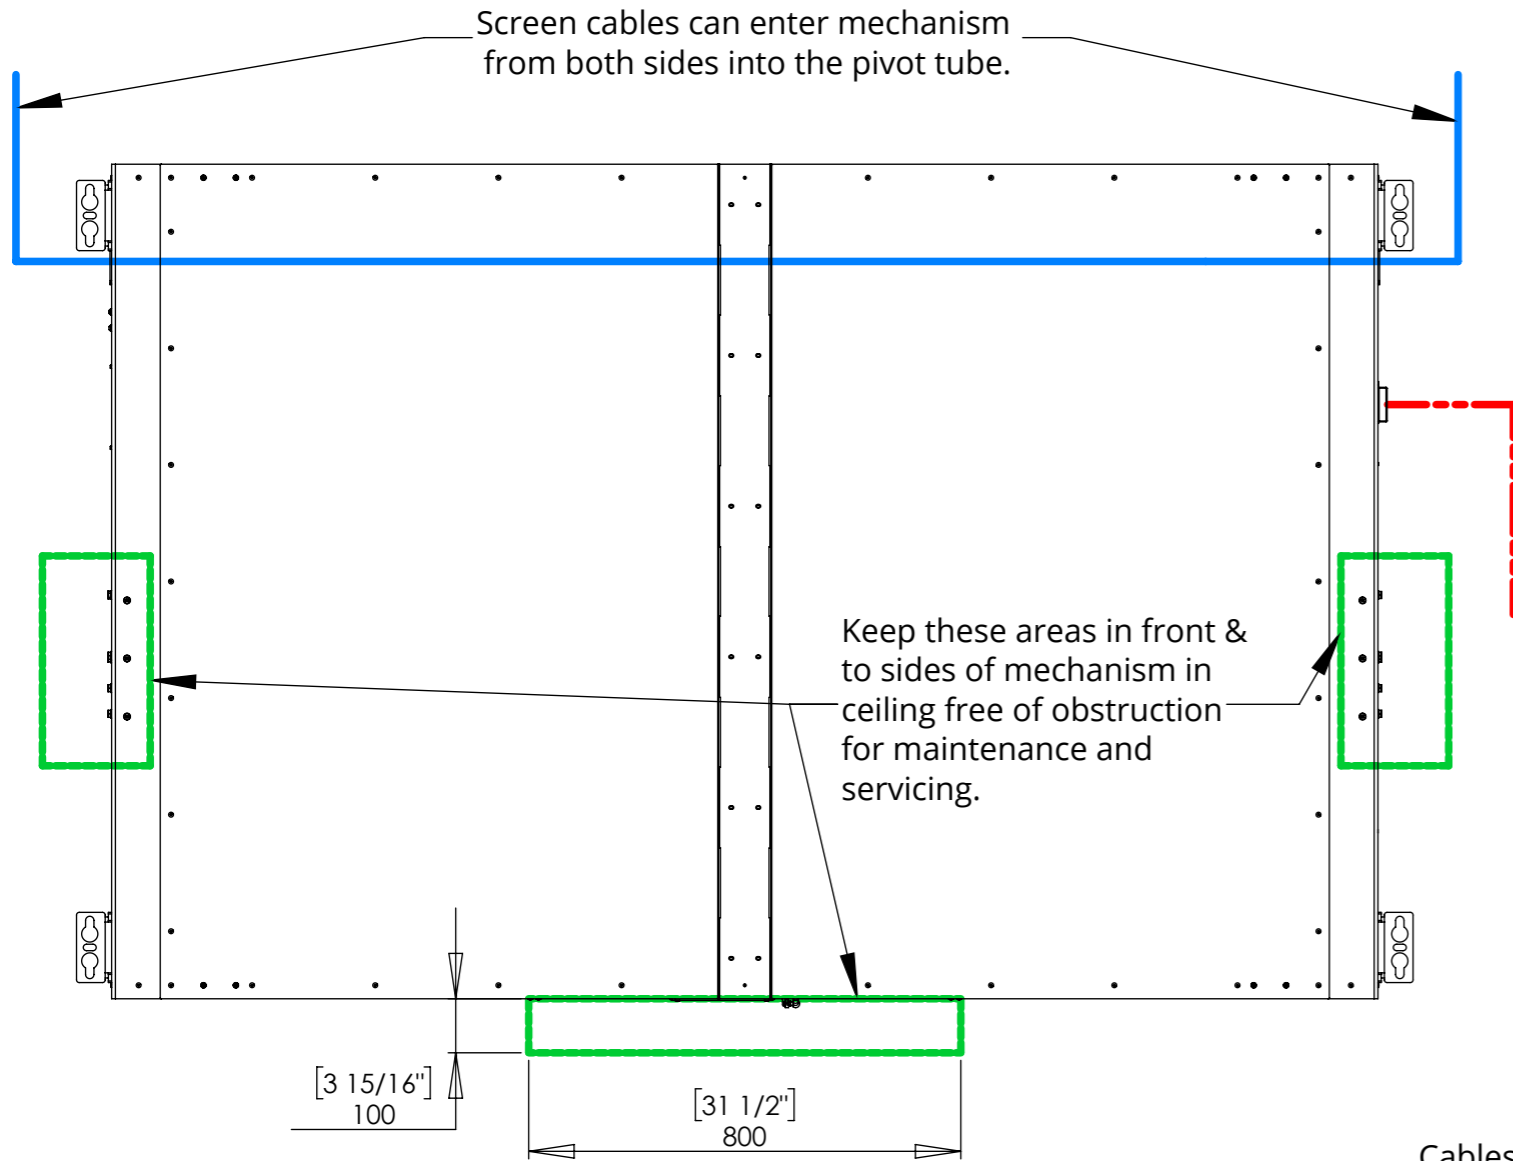 Screen cables can enter mechanism
from both sides into the pivot tube.
Keep these areas in front &
to sides of mechanism in
ceiling free of obstruction
for maintenance and
servicing.
[3 15/16"]
100
[31 1/2"]
800
Cables